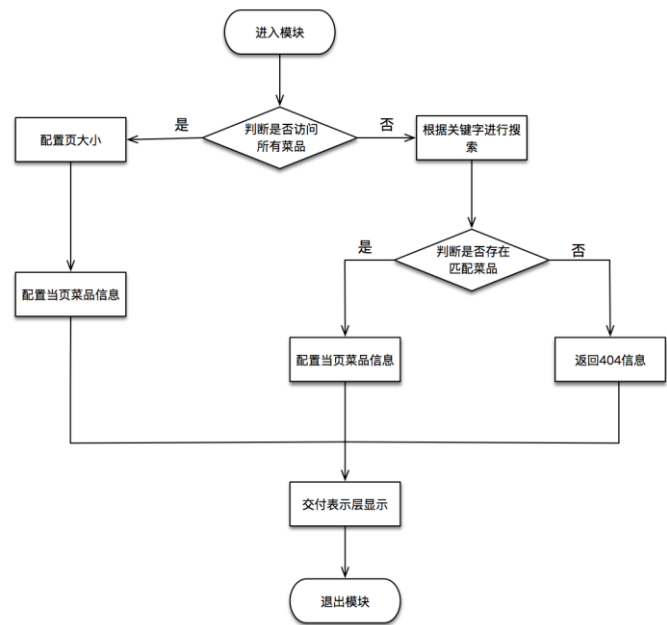 进入模块
判断是否访问
所有菜品
是
否
配置页大小
根据关键字进行搜
索
判断是否存在
匹配菜品
是
否
配置当页菜品信息
配置当页菜品信息
返回404信息
交付表示层显示
退出模块